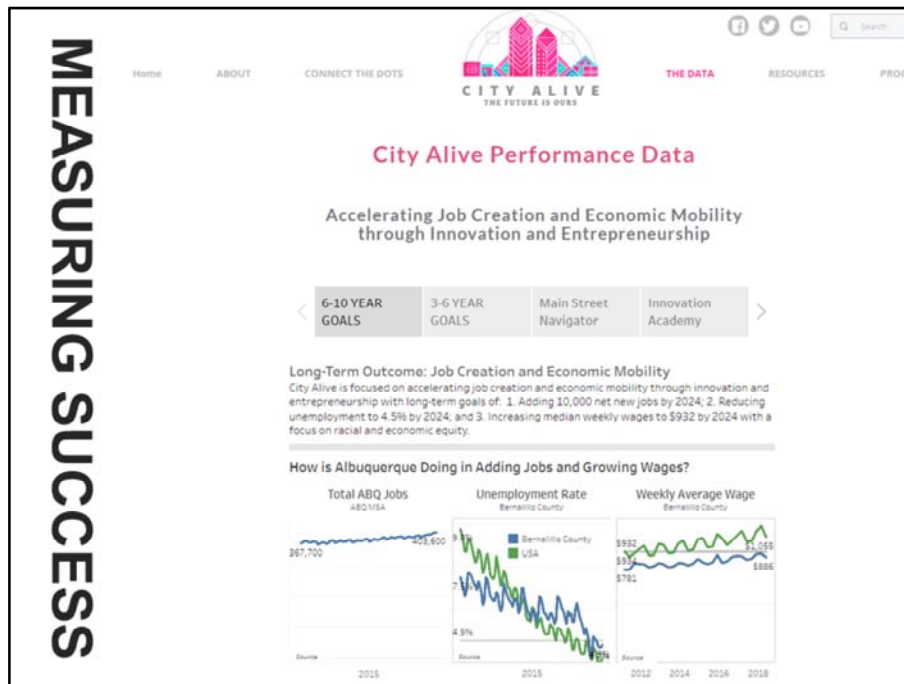 MEASURING SUCCESS
CITY ALIVE
THE FUTURE IS OURS
Search
Home ABOUT CONNECT THE DOTS THE DATA RESOURCES
City Alive Performance Data
Accelerating Job Creation and Economic Mobility
through Innovation and Entrepreneurship
6-10 YEAR
GOALS
3-6 YEAR
GOALS
Main Street
Navigator
Innovation
Academy
Long-Term Outcome: Job Creation and Economic Mobility
City Alive is focused on accelerating job creation and economic mobility through innovation and
entrepreneurship with long-term goals of: 1. Adding 10,000 net new jobs by 2024; 2. Reducing
unemployment to 4.5% by 2024; and 3. Increasing median weekly wages to $932 by 2024 with a
focus on racial and economic equity.
How is Albuquerque Doing in Adding Jobs and Growing Wages?
Total ABQ Jobs
ABQ MSA
367,700
403,600
Source
2015
Unemployment Rate
Bernalillo County
Bernalillo County
USA
4.5%
Source
2015
Weekly Average Wage
Bernalillo County
$932
$781
$1,055
$886
Source
2012 2014 2016 2018